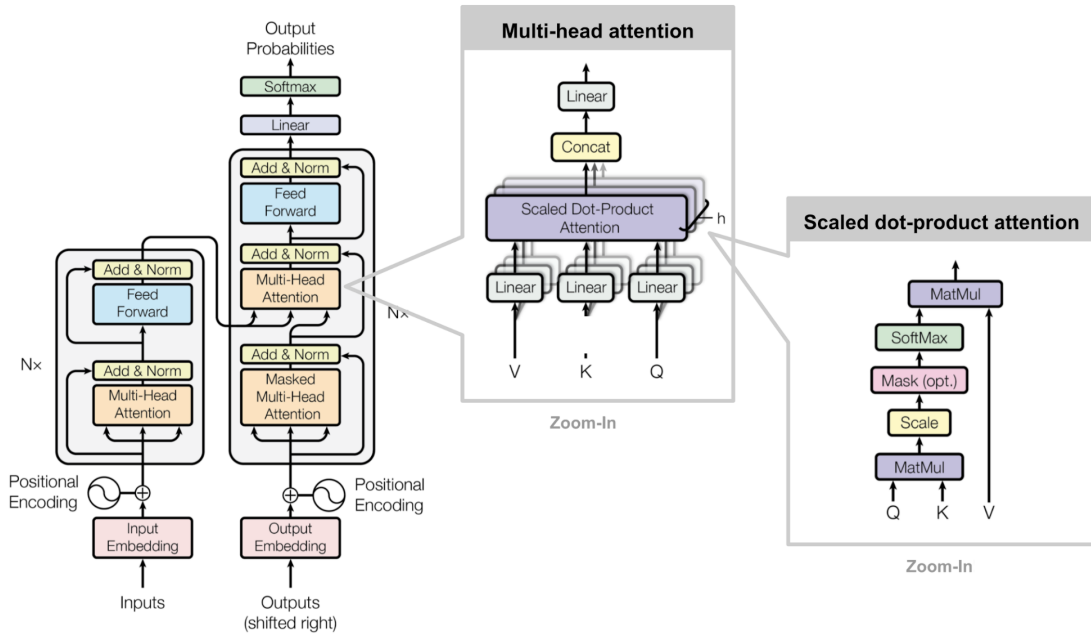 Output
Probabilities
Softmax
Linear
Add & Norm
Feed
Forward
Add & Norm
Multi-Head
Attention
Nx
Add & Norm
Masked
Multi-Head
Attention
Add & Norm
Feed
Forward
Nx
Add & Norm
Multi-Head
Attention
Positional
Encoding
Positional
Encoding
Input
Embedding
Output
Embedding
Inputs
Outputs
(shifted right)
Multi-head attention
Linear
Concat
Scaled Dot-Product
Attention
h
Linear
Linear
Linear
V
K
Q
Zoom-In
Scaled dot-product attention
MatMul
SoftMax
Mask (opt.)
Scale
MatMul
Q
K
V
Zoom-In